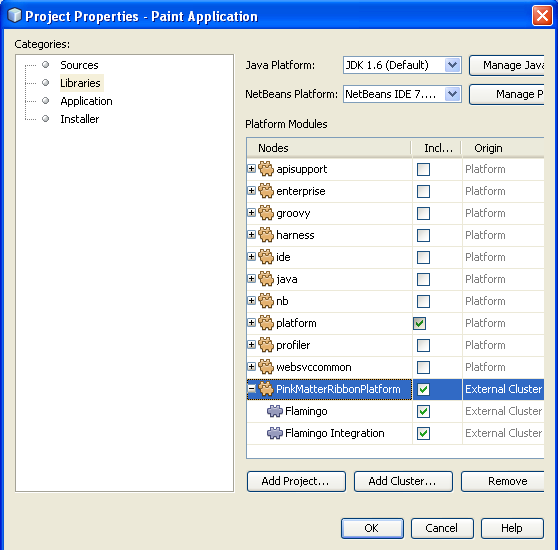 Project Properties - Paint Application
Categories:
Sources
Libraries
Application
Installer
Java Platform: JDK 1.6 (Default) Manage Java
NetBeans Platform: NetBeans IDE 7.... Manage P
Platform Modules
Nodes Incl... Origin
apisupport Platform
enterprise Platform
groovy Platform
harness Platform
ide Platform
java Platform
nb Platform
platform Platform
profiler Platform
websvccommon Platform
PinkMatterRibbonPlatform External Cluster
Flamingo External Cluster
Flamingo Integration External Cluster
Add Project... Add Cluster... Remove
OK Cancel Help